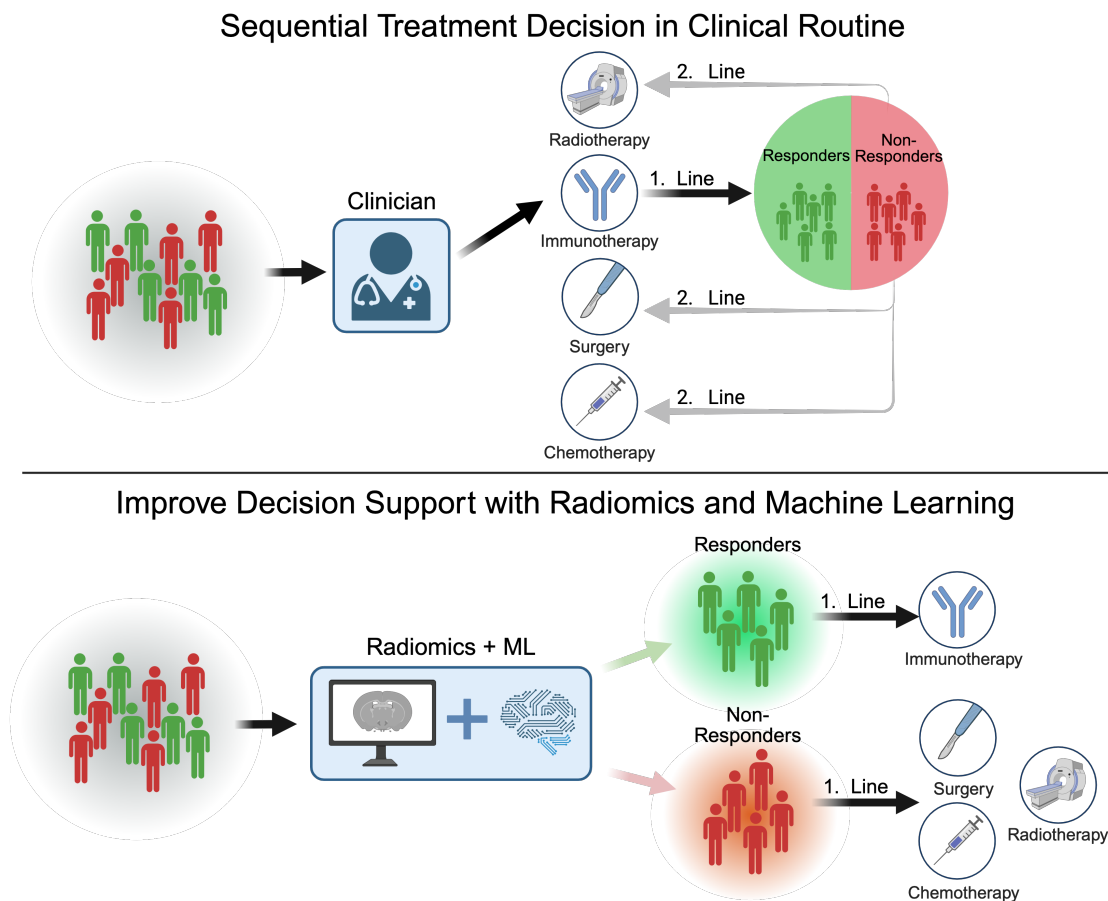 Sequential Treatment Decision in Clinical Routine
2. Line
Radiotherapy
Non-
Responders
Responders
1. Line
Clinician
Immunotherapy
2. Line
Surgery
2. Line
Chemotherapy
Improve Decision Support with Radiomics and Machine Learning
Responders
1. Line
Radiomics + ML
Immunotherapy
Non-
Responders
1. Line
Surgery
Radiotherapy
Chemotherapy